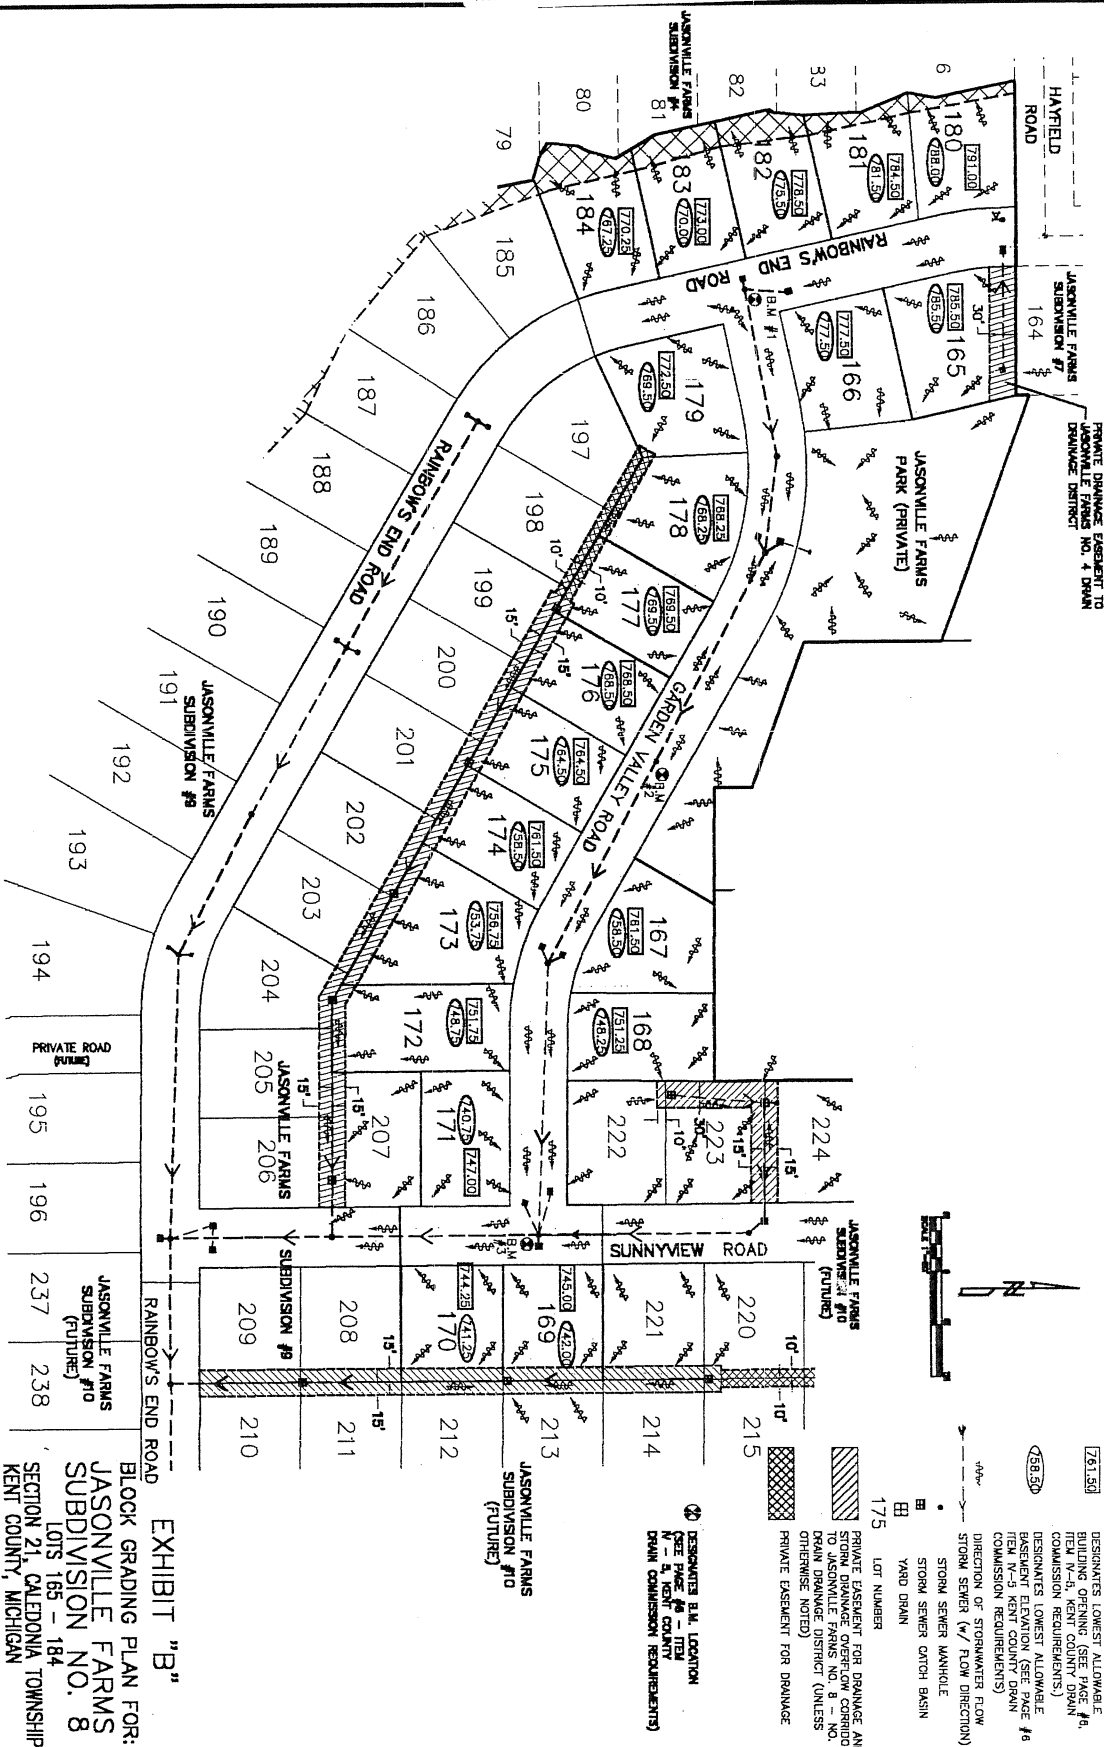 HAYFIELD
ROAD
JASONVILLE FARMS
SUBDIVISION #4
79
80
81
82
83
6
180
791.00
788.00
181
784.50
781.50
182
778.50
775.50
83
773.00
770.00
184
770.25
767.25
RAINBOW'S END
ROAD
JASONVILLE FARMS
SUBDIVISION #7
164
PRIVATE DRAINAGE EASEMENT TO
JASONVILLE FARMS NO. 4 DRAIN
DRAINAGE DISTRICT
30'
165
785.50
785.50
166
777.50
777.50
B.M #1
JASONVILLE FARMS
PARK (PRIVATE)
179
772.50
769.50
178
768.25
768.25
177
769.50
769.50
176
768.50
768.50
175
764.50
764.50
174
761.50
758.50
173
756.75
753.75
172
751.75
748.75
171
740.75
747.00
167
761.50
758.50
168
751.25
748.25
GARDEN VALLEY ROAD
B.M
#2
185
186
187
188
189
190
191
192
193
194
PRIVATE ROAD
(FUTURE)
195
196
237
238
JASONVILLE FARMS
SUBDIVISION #9
RAINBOW'S END ROAD
197
198
199
200
201
202
203
204
205
206
207
10'
10'
15'
15'
15'
15'
JASONVILLE FARMS
SUBDIVISION #9
222
223
224
10'
30'
15'
15'
SUNNYVIEW ROAD
B.M
#3
JASONVILLE FARMS
SUBDIVISION #10
(FUTURE)
209
208
170
744.25
741.25
169
745.00
742.00
221
220
15'
15'
10'
10'
210
211
212
213
214
215
JASONVILLE FARMS
SUBDIVISION #10
(FUTURE)
JASONVILLE FARMS
SUBDIVISION #10
(FUTURE)
RAINBOW'S END ROAD
761.50
DESIGNATES LOWEST ALLOWABLE
BUILDING OPENING (SEE PAGE #6,
ITEM IV-5, KENT COUNTY DRAIN
COMMISSION REQUIREMENTS.)
758.50
DESIGNATES LOWEST ALLOWABLE
BASEMENT ELEVATION (SEE PAGE #6
ITEM IV-5 KENT COUNTY DRAIN
COMMISSION REQUIREMENTS)
DIRECTION OF STORMWATER FLOW
STORM SEWER (W/ FLOW DIRECTION)
STORM SEWER MANHOLE
STORM SEWER CATCH BASIN
YARD DRAIN
175 LOT NUMBER
PRIVATE EASEMENT FOR DRAINAGE AN
STORM DRAINAGE OVERFLOW CORRIDO
TO JASONVILLE FARMS NO. 8 - NO.
DRAIN DRAINAGE DISTRICT (UNLESS
OTHERWISE NOTED)
PRIVATE EASEMENT FOR DRAINAGE
DESIGNATES B.M. LOCATION
(SEE PAGE #6 - ITEM
IV - 5, KENT COUNTY
DRAIN COMMISSION REQUIREMENTS)
EXHIBIT "B"
BLOCK GRADING PLAN FOR:
JASONVILLE FARMS
SUBDIVISION NO. 8
LOTS 165 - 184
SECTION 21, CALEDONIA TOWNSHIP
KENT COUNTY, MICHIGAN